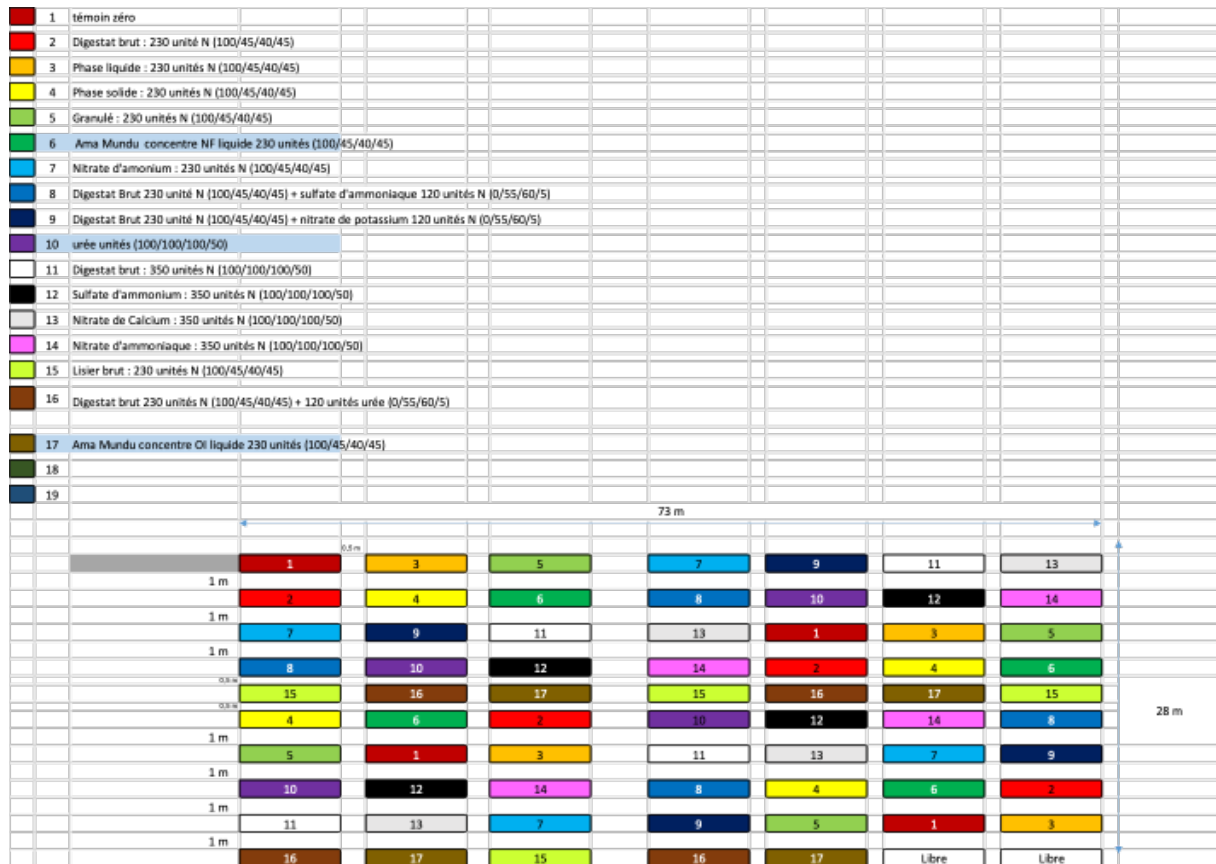 1 témoin zéro
2 Digestat brut : 230 unité N (100/45/40/45)
3 Phase liquide : 230 unités N (100/45/40/45)
4 Phase solide : 230 unités N (100/45/40/45)
5 Granulé : 230 unités N (100/45/40/45)
6 Ama Mundu concentre NF liquide 230 unités (100/45/40/45)
7 Nitrate d'amonium : 230 unités N (100/45/40/45)
8 Digestat Brut 230 unité N (100/45/40/45) + sulfate d'ammoniaque 120 unités N (0/55/60/5)
9 Digestat Brut 230 unité N (100/45/40/45) + nitrate de potassium 120 unités N (0/55/60/5)
10 urée unités (100/100/100/50)
11 Digestat brut : 350 unités N (100/100/100/50)
12 Sulfate d'ammonium : 350 unités N (100/100/100/50)
13 Nitrate de Calcium : 350 unités N (100/100/100/50)
14 Nitrate d'ammoniaque : 350 unités N (100/100/100/50)
15 Lisier brut : 230 unités N (100/45/40/45)
16 Digestat brut 230 unités N (100/45/40/45) + 120 unités urée (0/55/60/5)
17 Ama Mundu concentre OI liquide 230 unités (100/45/40/45)
18
19
73 m
0,5 m
1 3 5 7 9 11 13
1 m
2 4 6 8 10 12 14
1 m
7 9 11 13 1 3 5
1 m
8 10 12 14 2 4 6
0,5 m
15 16 17 15 16 17 15
0,5 m
4 6 2 10 12 14 8
28 m
1 m
5 1 3 11 13 7 9
1 m
10 12 14 8 4 6 2
1 m
11 13 7 9 5 1 3
1 m
16 17 15 16 17 Libre Libre